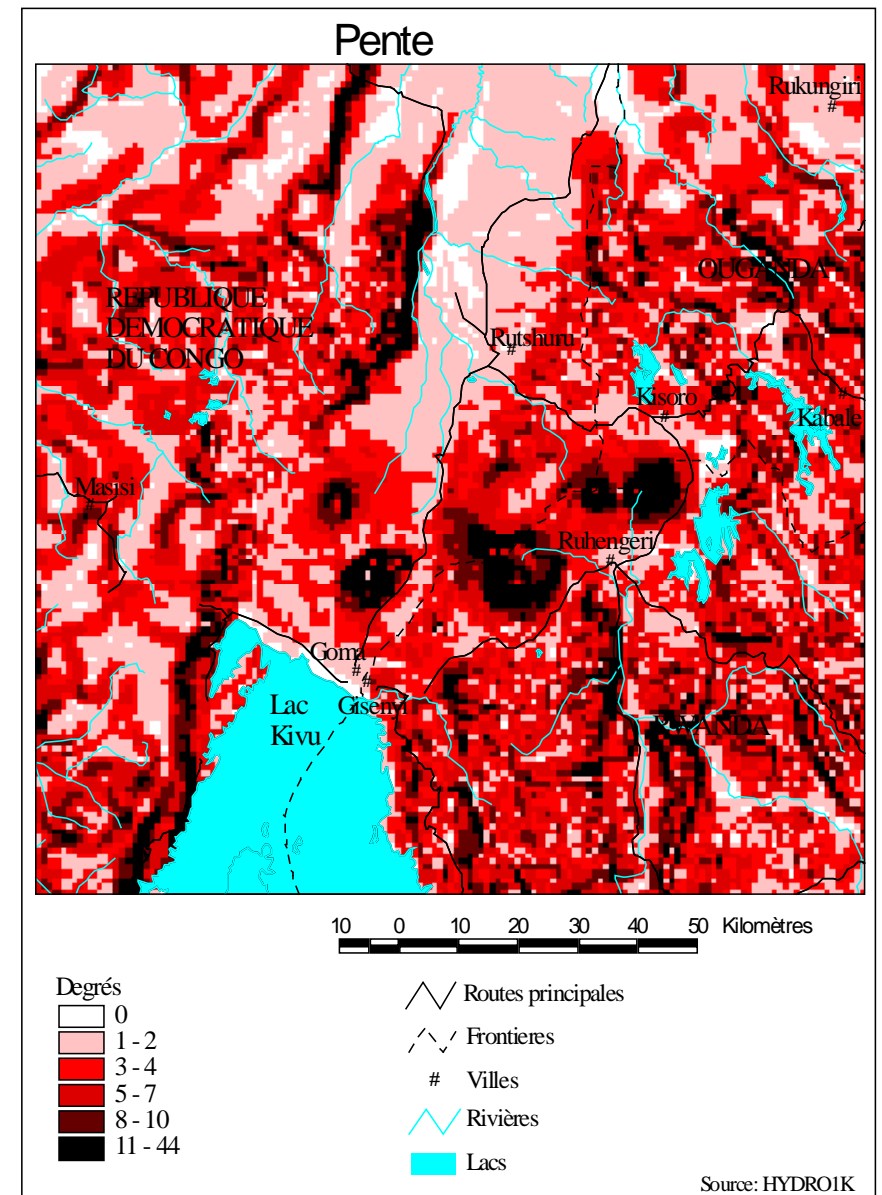 Pente
Rukungiri
#
OUGANDA
REPUBLIQUE
DEMOCRATIQUE
DU CONGO
Rutshuru
#
Kisoro
#
#
Kabale
Masisi
#
Ruhengeri
#
Goma
#
#
Gisenyi
Lac
Kivu
RWANDA
10 0 10 20 30 40 50 Kilomètres
Degrés
0
1 - 2
3 - 4
5 - 7
8 - 10
11 - 44
Routes principales
Frontieres
# Villes
Rivières
Lacs
Source: HYDRO1K